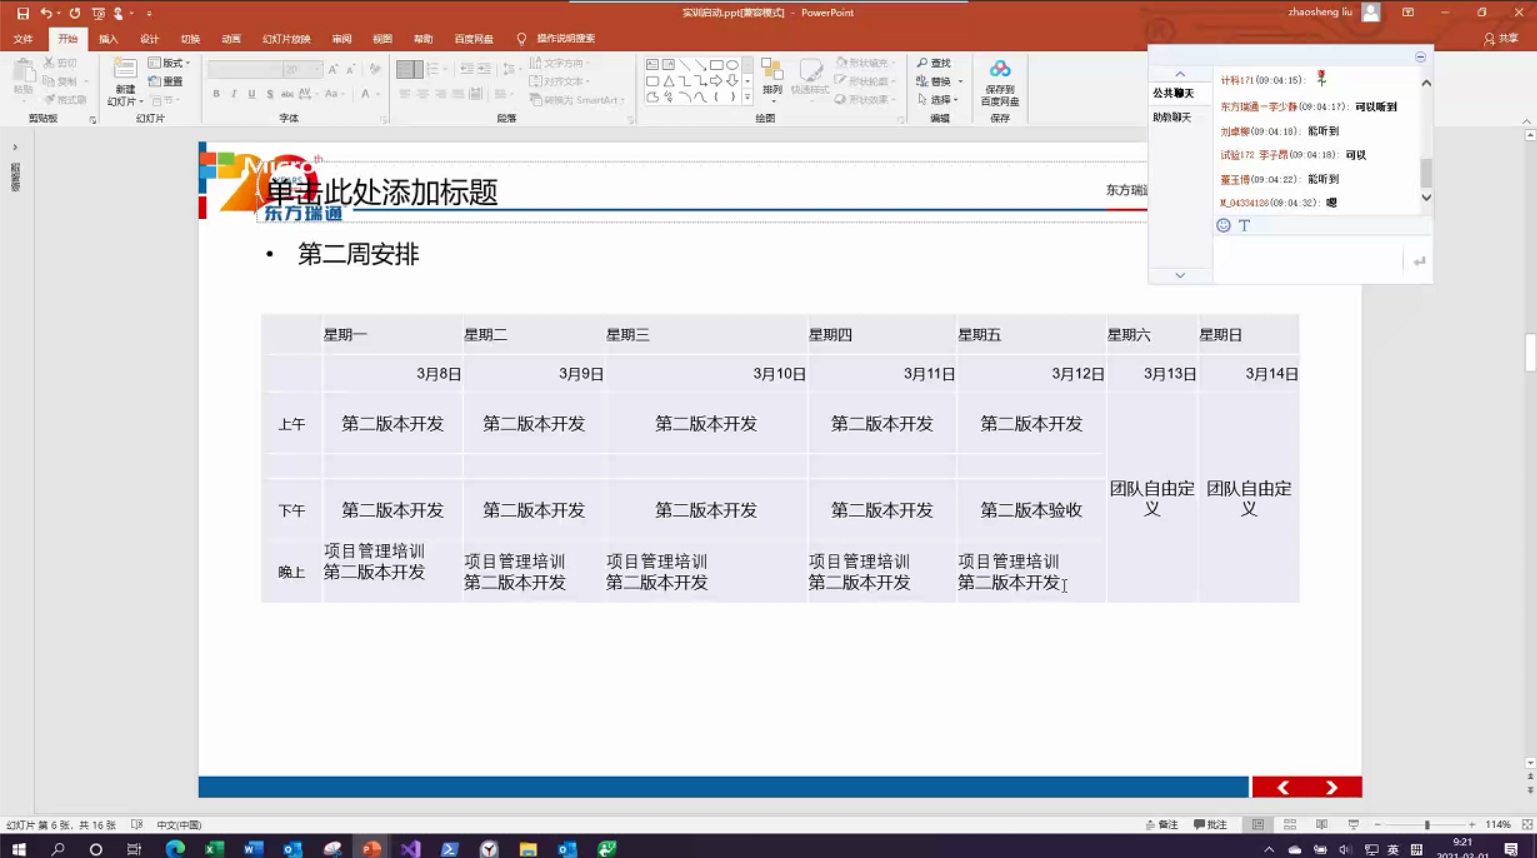 实训启动.ppt[兼容模式] - PowerPoint
zhaosheng liu
文件 开始 插入 设计 切换 动画 幻灯片放映 审阅 视图 帮助 百度网盘 操作说明搜索 共享
粘贴 剪切 复制 格式刷 剪贴板
新建 幻灯片 版式 重置 节 幻灯片
20 B I U S abc AV Aa A 字体
文字方向 对齐文本 转换为 SmartArt 段落
排列 快速样式 形状填充 形状轮廓 形状效果 绘图
查找 替换 选择 编辑
保存到 百度网盘 保存
公共聊天
助教聊天
计科171(09:04:15):
东方瑞通-李少静(09:04:17): 可以听到
刘卓柳(09:04:18): 能听到
试验172 李子昂(09:04:18): 可以
董玉博(09:04:22): 能听到
M_04334126(09:04:32): 嗯
缩略图
th
YEARS
东方瑞通
单击此处添加标题
东方瑞通
• 第二周安排
星期一 星期二 星期三 星期四 星期五 星期六 星期日
3月8日 3月9日 3月10日 3月11日 3月12日 3月13日 3月14日
上午 第二版本开发 第二版本开发 第二版本开发 第二版本开发 第二版本开发
团队自由定义 团队自由定义
下午 第二版本开发 第二版本开发 第二版本开发 第二版本开发 第二版本验收
晚上 项目管理培训 项目管理培训 项目管理培训 项目管理培训 项目管理培训
第二版本开发 第二版本开发 第二版本开发 第二版本开发 第二版本开发
幻灯片 第 6 张，共 16 张 中文(中国) 备注 批注 114%
英 拼 9:21
2021-03-01